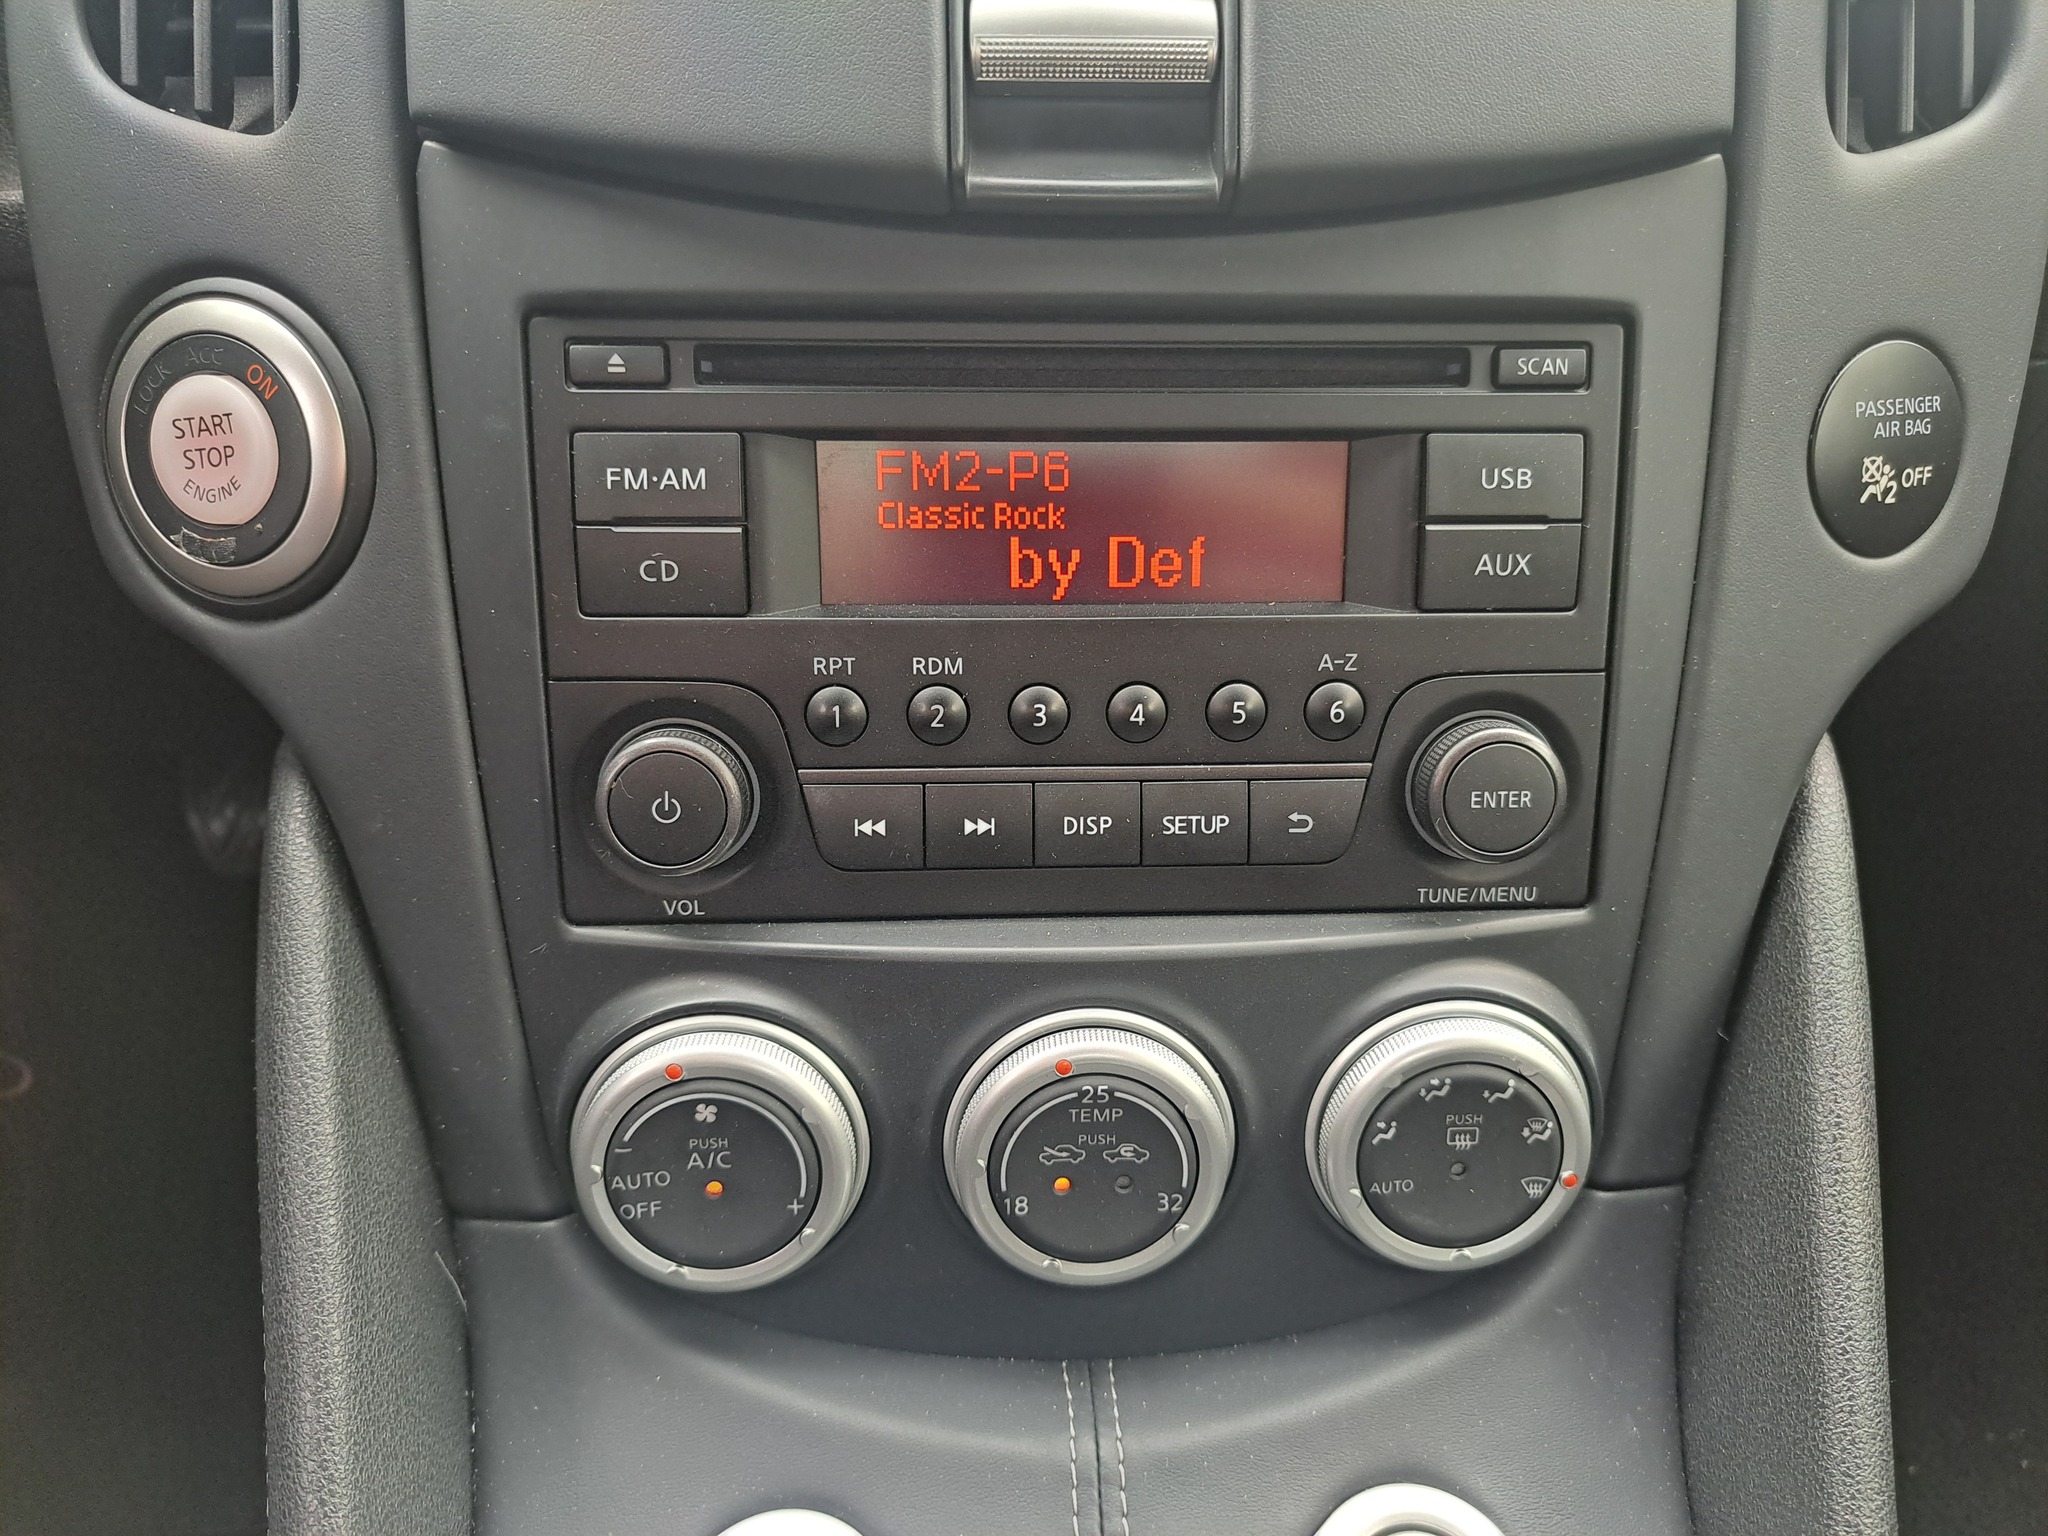 LOCK ACC ON
START
STOP
ENGINE
SCAN
FM·AM
CD
FM2-P6
Classic Rock
by Def
USB
AUX
PASSENGER
AIR BAG
2 OFF
RPT RDM A-Z
1 2 3 4 5 6
DISP SETUP
ENTER
VOL
TUNE/MENU
PUSH
A/C
AUTO
OFF
- +
25
TEMP
PUSH
18 32
PUSH
AUTO